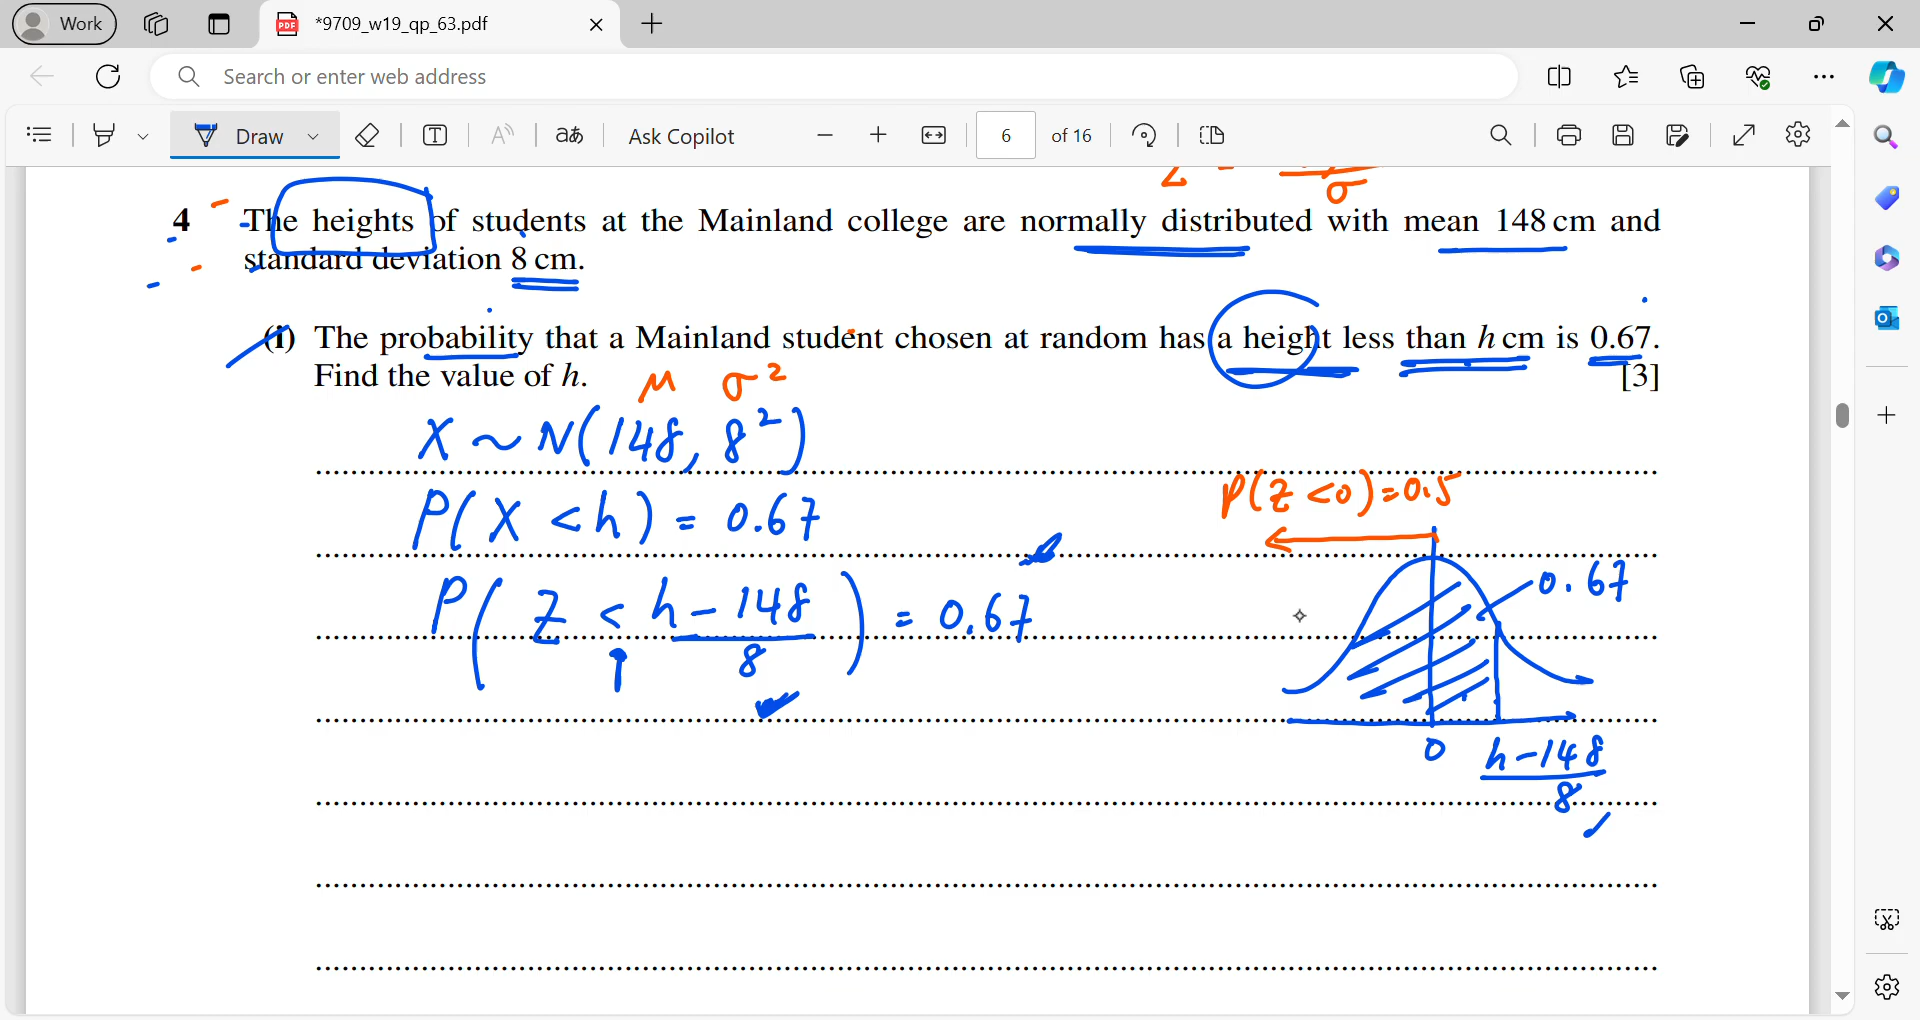 Work
*9709_w19_qp_63.pdf
Search or enter web address
Draw
T
A
aあ
Ask Copilot
6 of 16
σ
4 The heights of students at the Mainland college are normally distributed with mean 148 cm and
standard deviation 8 cm.
(i) The probability that a Mainland student chosen at random has a height less than h cm is 0.67.
Find the value of h. [3]
μ σ²
X ~ N(148, 8²)
P(Z < 0) = 0.5
P(X < h) = 0.67
0.67
P(Z < h - 148 / 8) = 0.67
0 h - 148
8